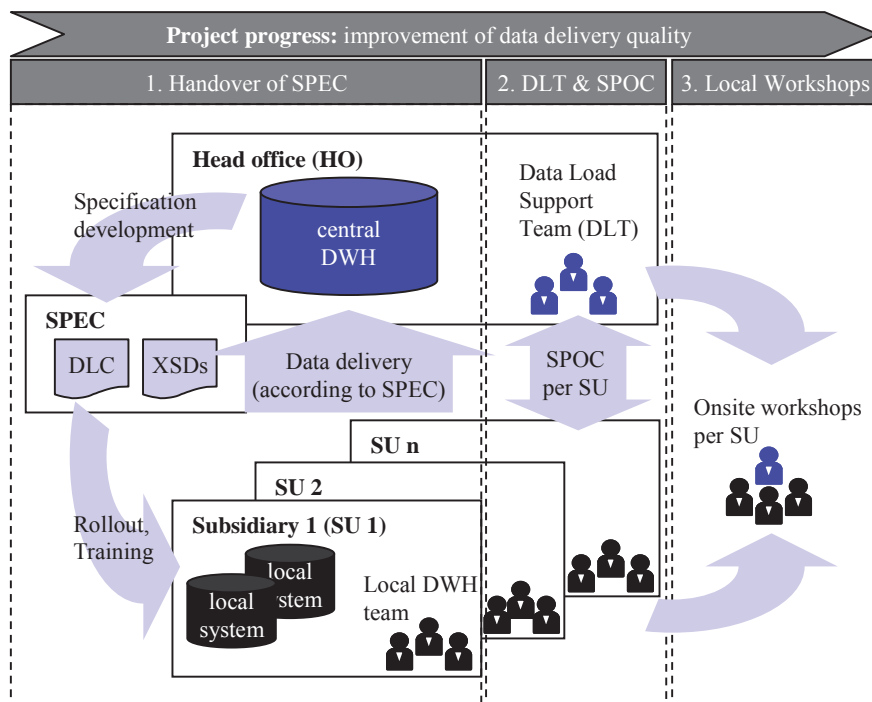 Project progress: improvement of data delivery quality
1. Handover of SPEC
2. DLT & SPOC
3. Local Workshops
Head office (HO)
Specification
development
central
DWH
Data Load
Support
Team (DLT)
SPEC
DLC
XSDs
Data delivery
(according to SPEC)
SPOC
per SU
Onsite workshops
per SU
SU n
SU 2
Subsidiary 1 (SU 1)
Rollout,
Training
local
system
local
system
Local DWH
team